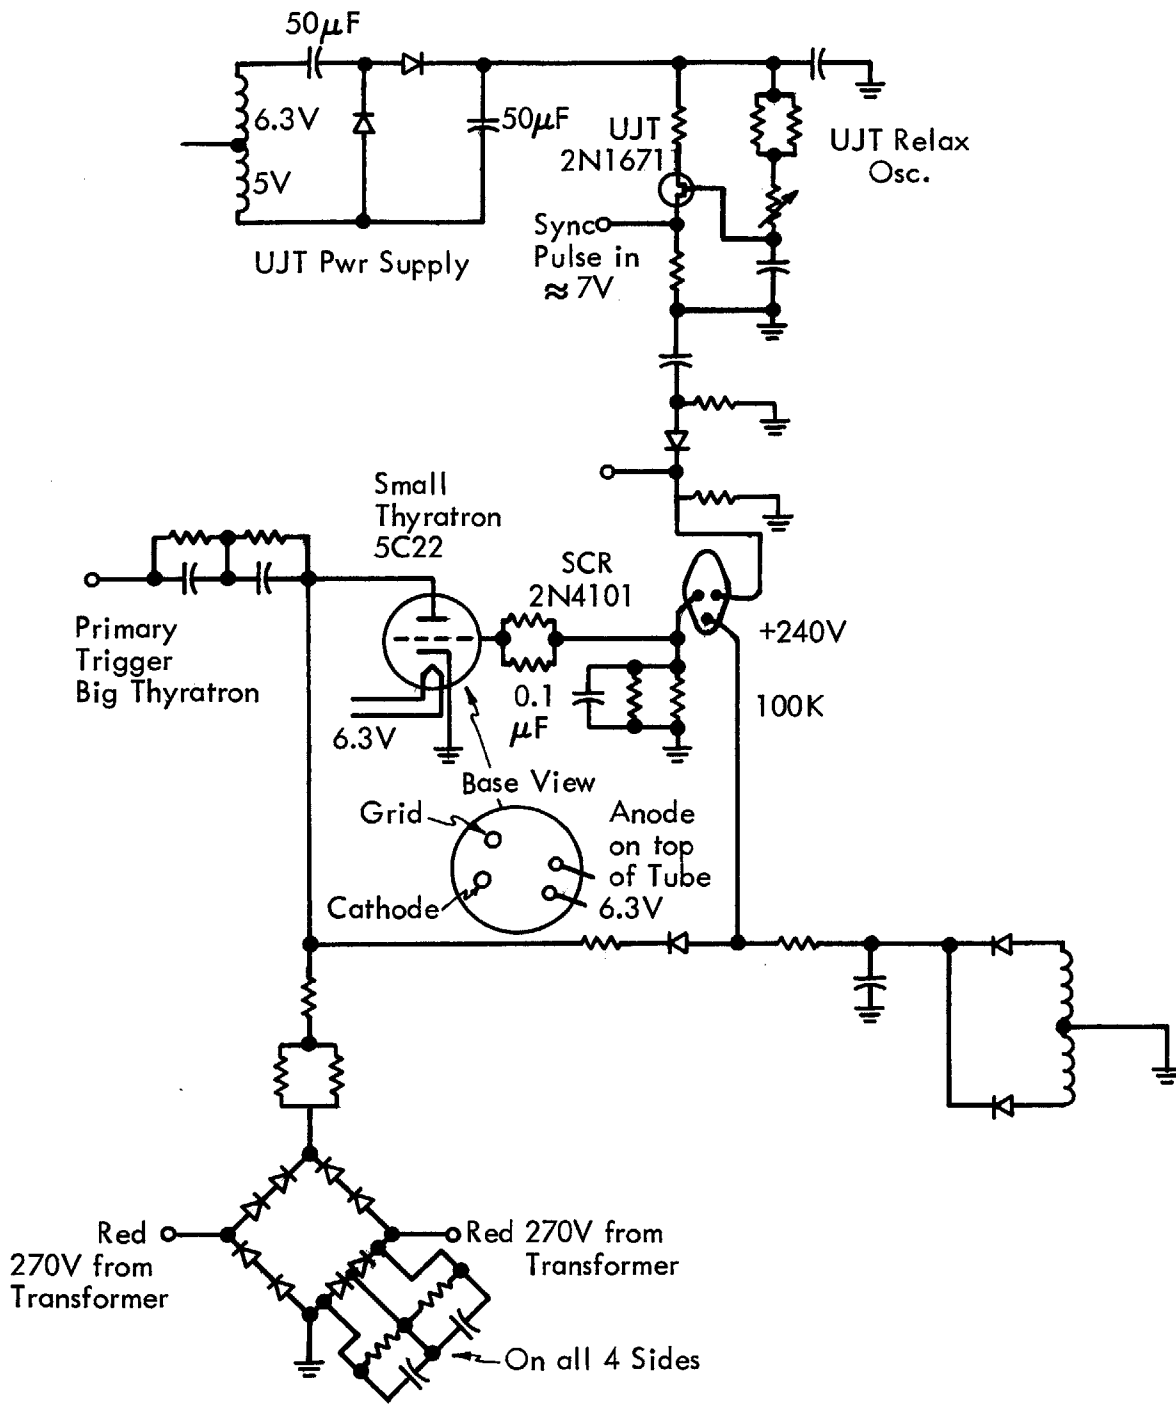 50μF
6.3V
50μF
5V
UJT Pwr Supply
UJT
2N1671
UJT Relax
Osc.
Sync
Pulse in
≈ 7V
Small
Thyratron
5C22
SCR
2N4101
+240V
Primary
Trigger
Big Thyratron
0.1
μF
100K
6.3V
Base View
Grid
Anode
on top
of Tube
6.3V
Cathode
Red
270V from
Transformer
Red 270V from
Transformer
On all 4 Sides